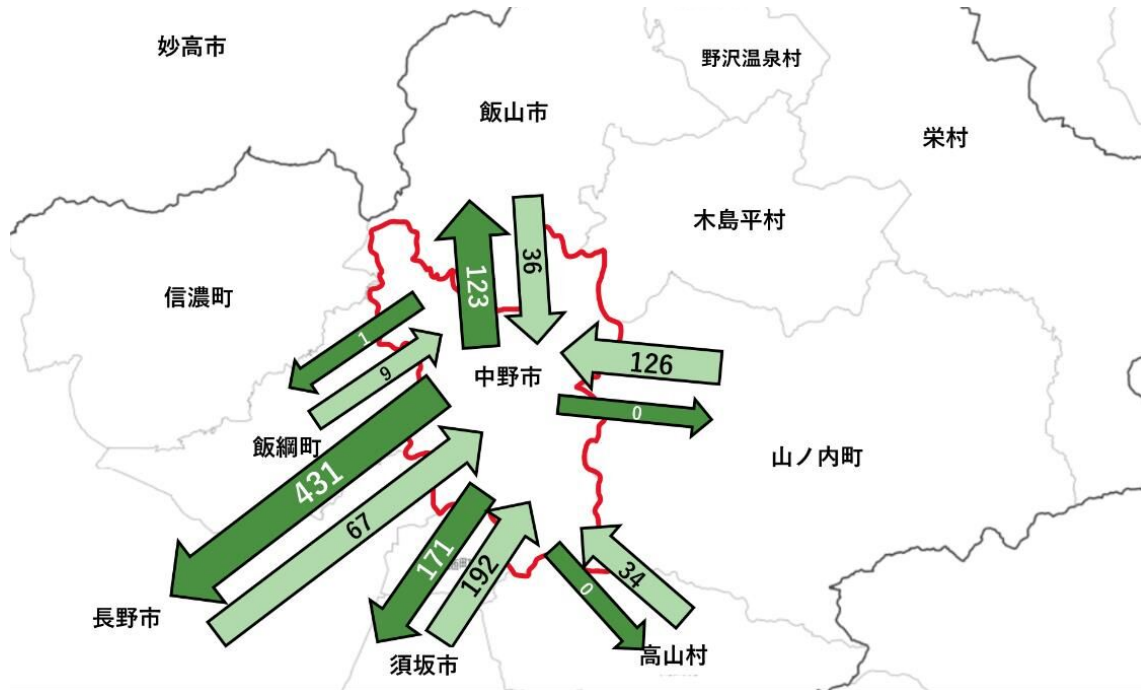 妙高市
野沢温泉村
飯山市
栄村
木島平村
信濃町
123
36
1
9
126
中野市
0
飯綱町
山ノ内町
431
67
171
192
0
34
長野市
須坂市
高山村